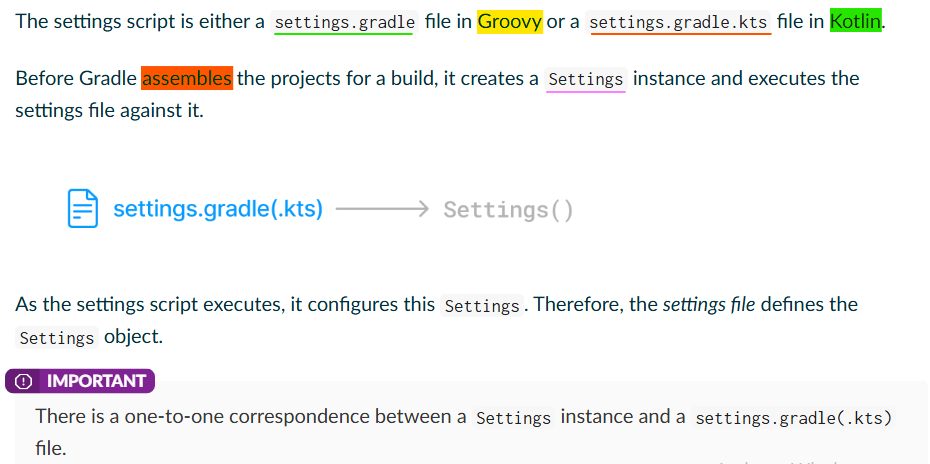 The settings script is either a settings.gradle file in Groovy or a settings.gradle.kts file in Kotlin.
Before Gradle assembles the projects for a build, it creates a Settings instance and executes the
settings file against it.
settings.gradle(.kts) Settings()
As the settings script executes, it configures this Settings. Therefore, the settings file defines the
Settings object.
IMPORTANT
There is a one-to-one correspondence between a Settings instance and a settings.gradle(.kts)
file.